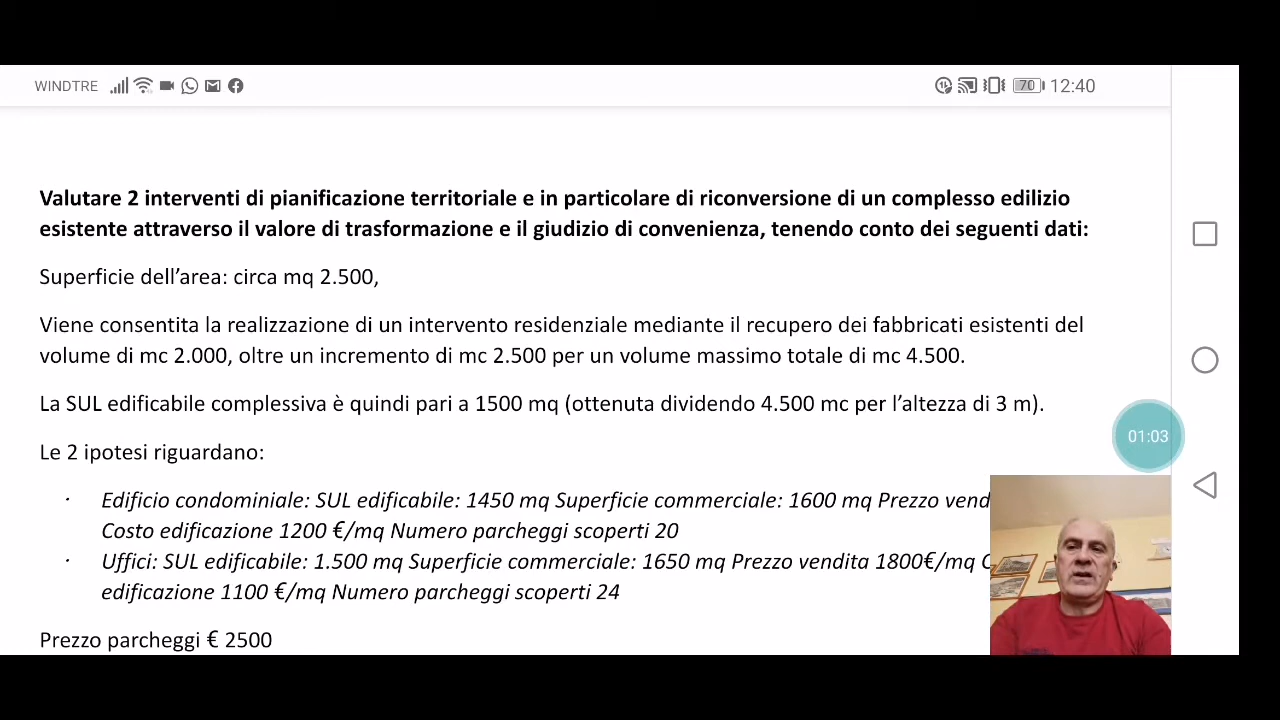 WINDTRE 70 12:40
Valutare 2 interventi di pianificazione territoriale e in particolare di riconversione di un complesso edilizio
esistente attraverso il valore di trasformazione e il giudizio di convenienza, tenendo conto dei seguenti dati:
Superficie dell’area: circa mq 2.500,
Viene consentita la realizzazione di un intervento residenziale mediante il recupero dei fabbricati esistenti del
volume di mc 2.000, oltre un incremento di mc 2.500 per un volume massimo totale di mc 4.500.
La SUL edificabile complessiva è quindi pari a 1500 mq (ottenuta dividendo 4.500 mc per l’altezza di 3 m).
01:03
Le 2 ipotesi riguardano:
· Edificio condominiale: SUL edificabile: 1450 mq Superficie commerciale: 1600 mq Prezzo vend
Costo edificazione 1200 €/mq Numero parcheggi scoperti 20
· Uffici: SUL edificabile: 1.500 mq Superficie commerciale: 1650 mq Prezzo vendita 1800€/mq
edificazione 1100 €/mq Numero parcheggi scoperti 24
Prezzo parcheggi € 2500